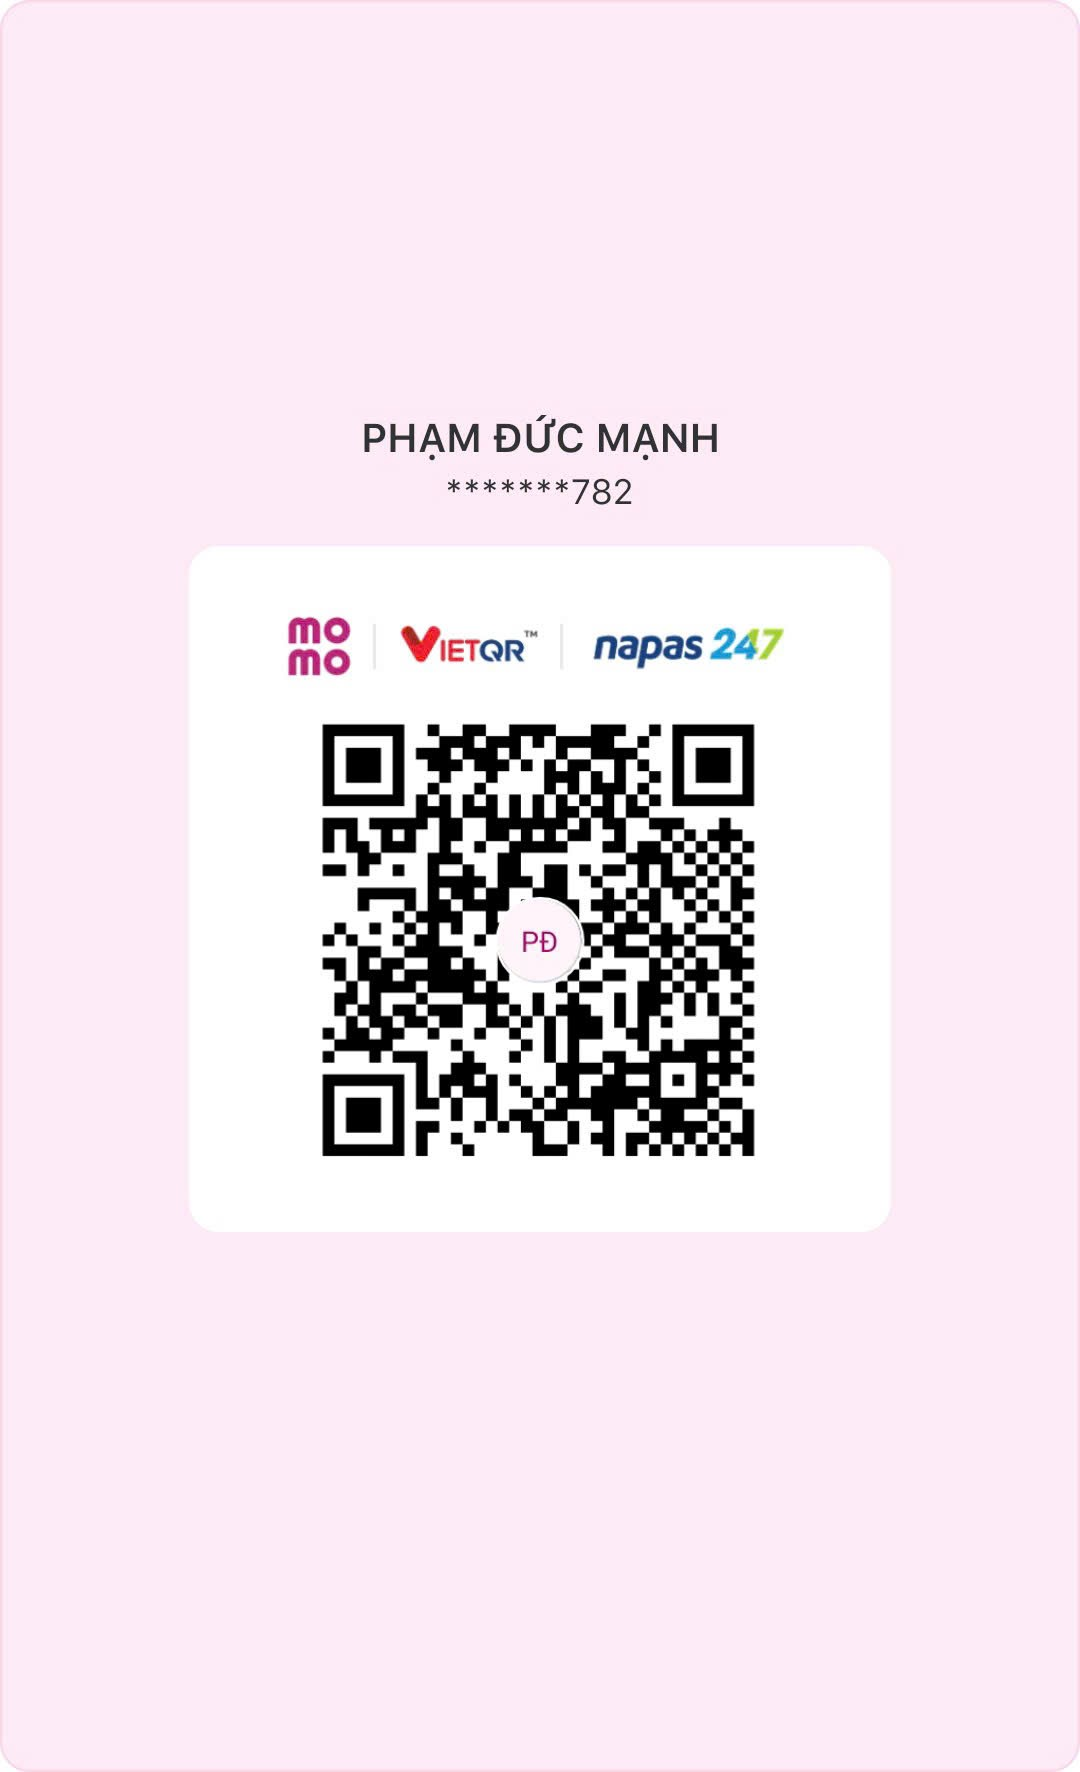 PHẠM ĐỨC MẠNH
*******782
mo mo VIETQR™ napas 247
PĐ